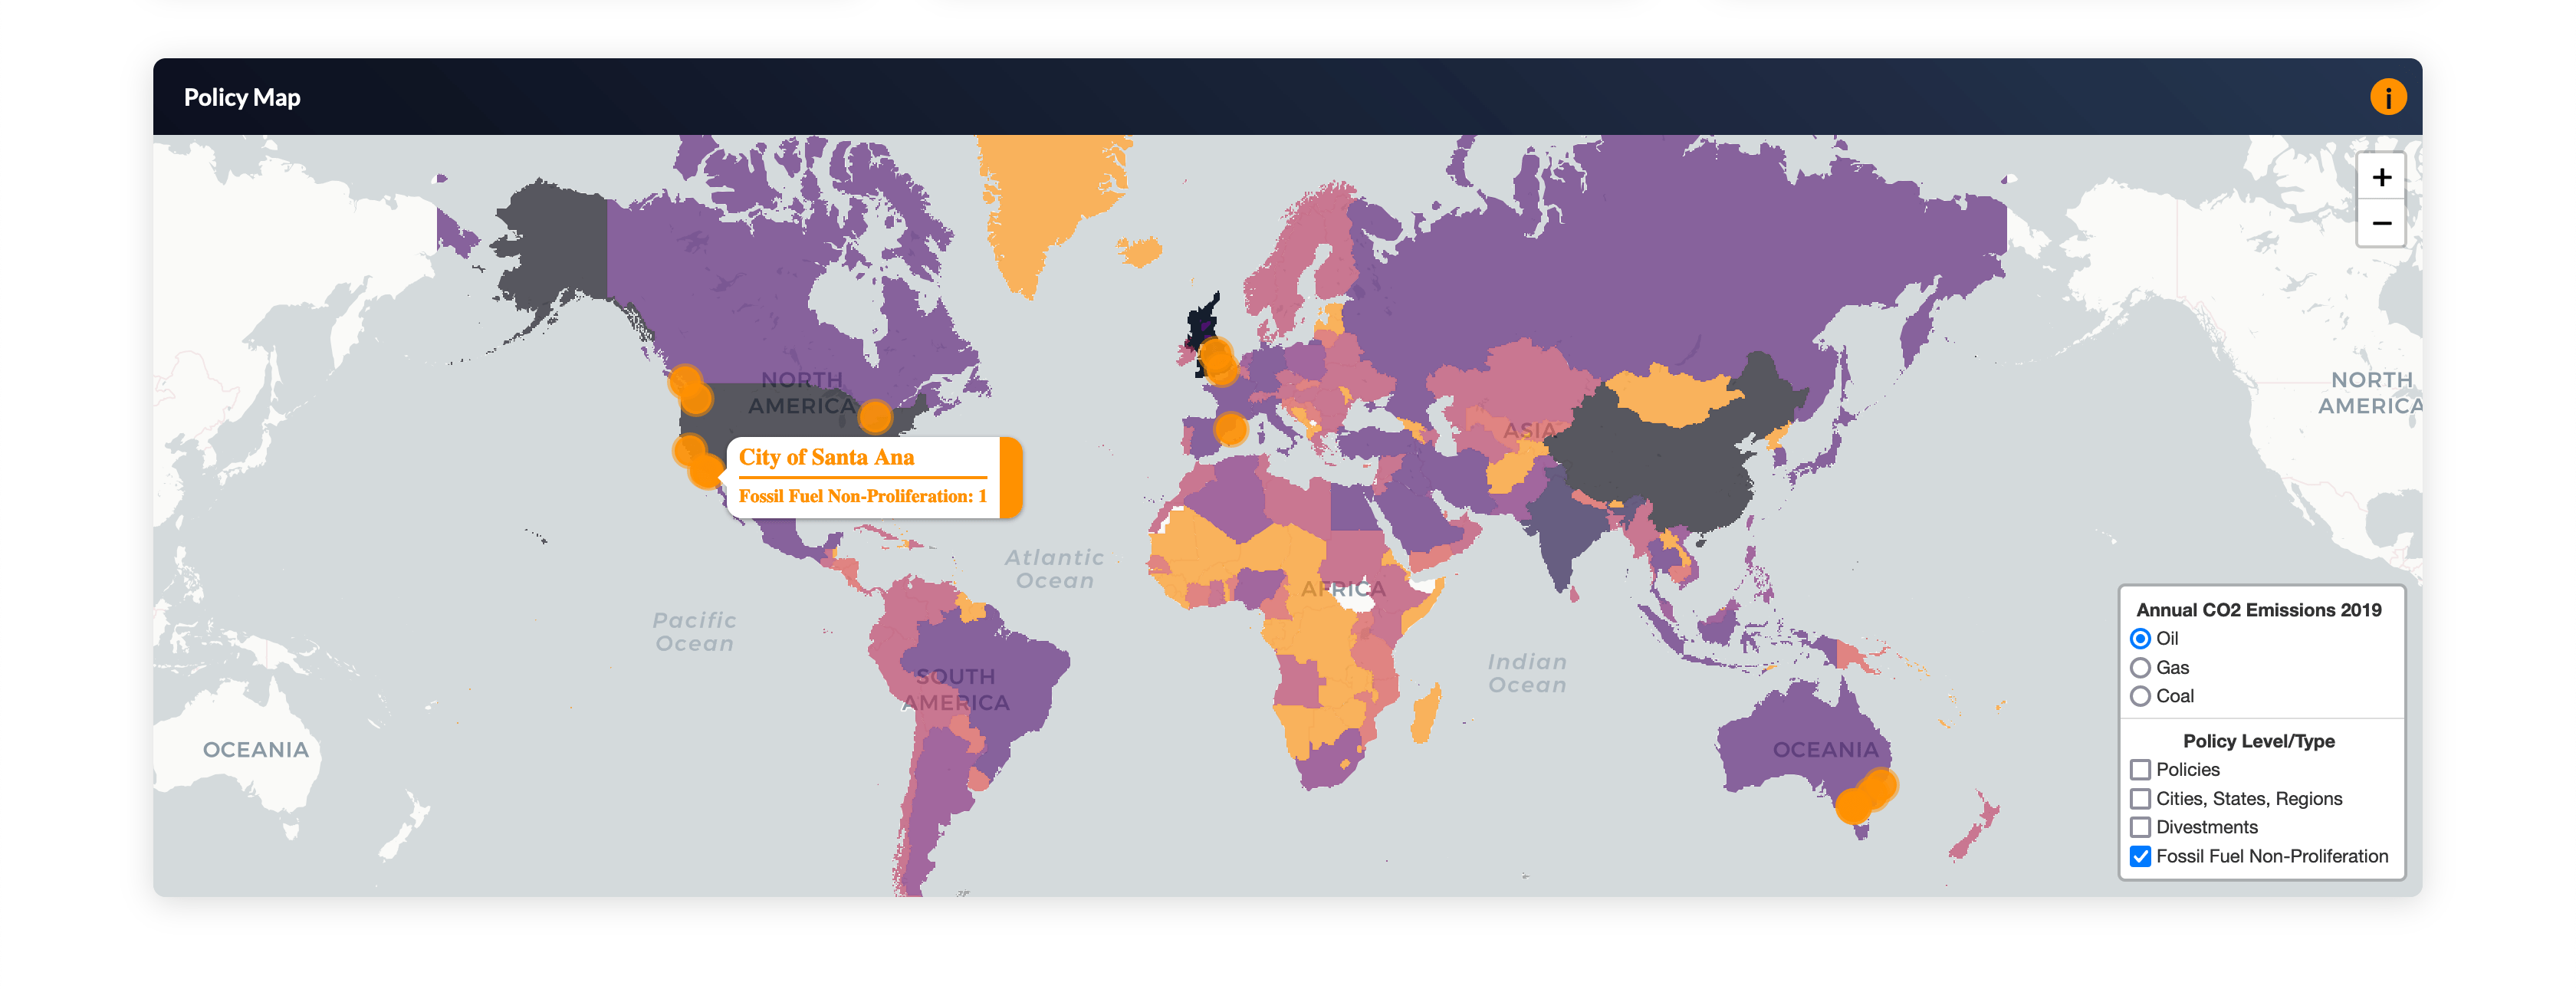 Policy Map
i
+
−
NORTH
AMERICA
NORTH
AMERICA
ASIA
City of Santa Ana
Fossil Fuel Non-Proliferation: 1
Atlantic
Ocean
AFRICA
Pacific
Ocean
SOUTH
AMERICA
Indian
Ocean
OCEANIA
OCEANIA
Annual CO2 Emissions 2019
Oil
Gas
Coal
Policy Level/Type
Policies
Cities, States, Regions
Divestments
Fossil Fuel Non-Proliferation